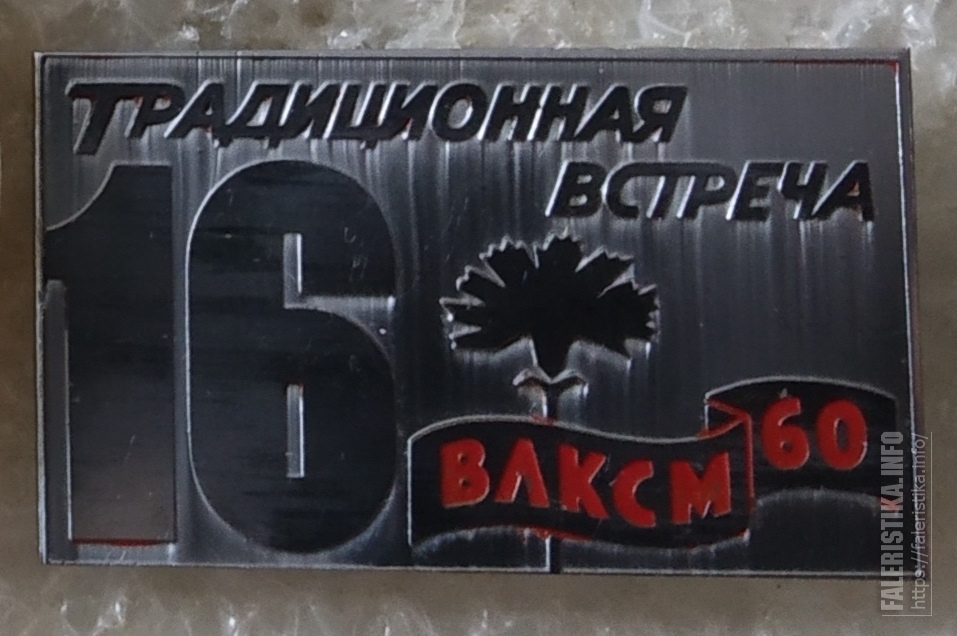 ТРАДИЦИОННАЯ
ВСТРЕЧА
16
ВЛКСМ 60
FALERISTIKA.INFO
https://faleristika.info/